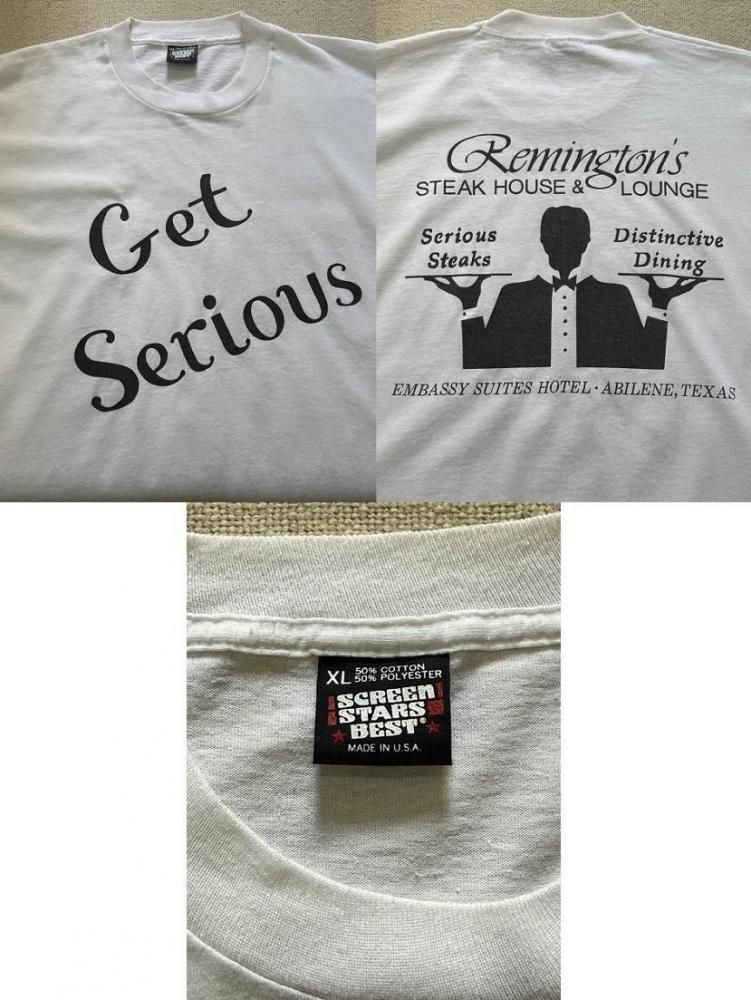 Get
Serious
Remington's
STEAK HOUSE & LOUNGE
Serious
Steaks
Distinctive
Dining
EMBASSY SUITES HOTEL · ABILENE, TEXAS
XL 50% COTTON
50% POLYESTER
SCREEN
STARS
BEST®
MADE IN U.S.A.